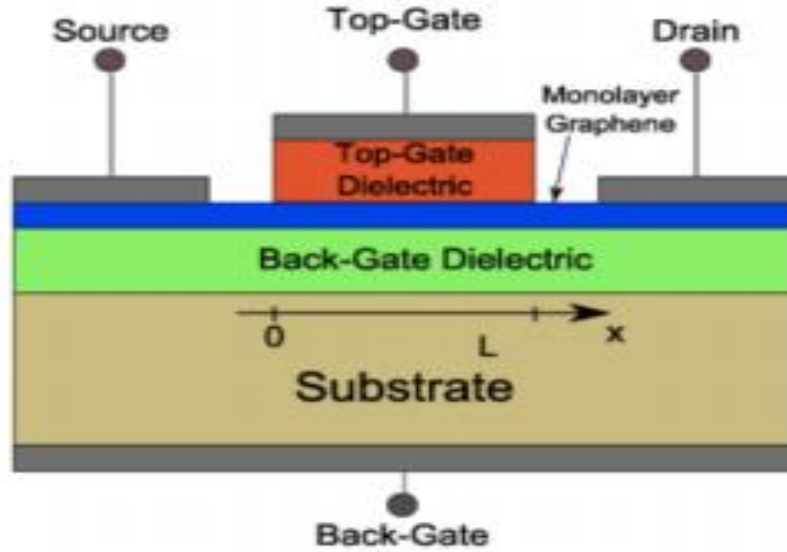 Source
Top-Gate
Drain
Monolayer
Graphene
Top-Gate
Dielectric
Back-Gate Dielectric
0
L
x
Substrate
Back-Gate